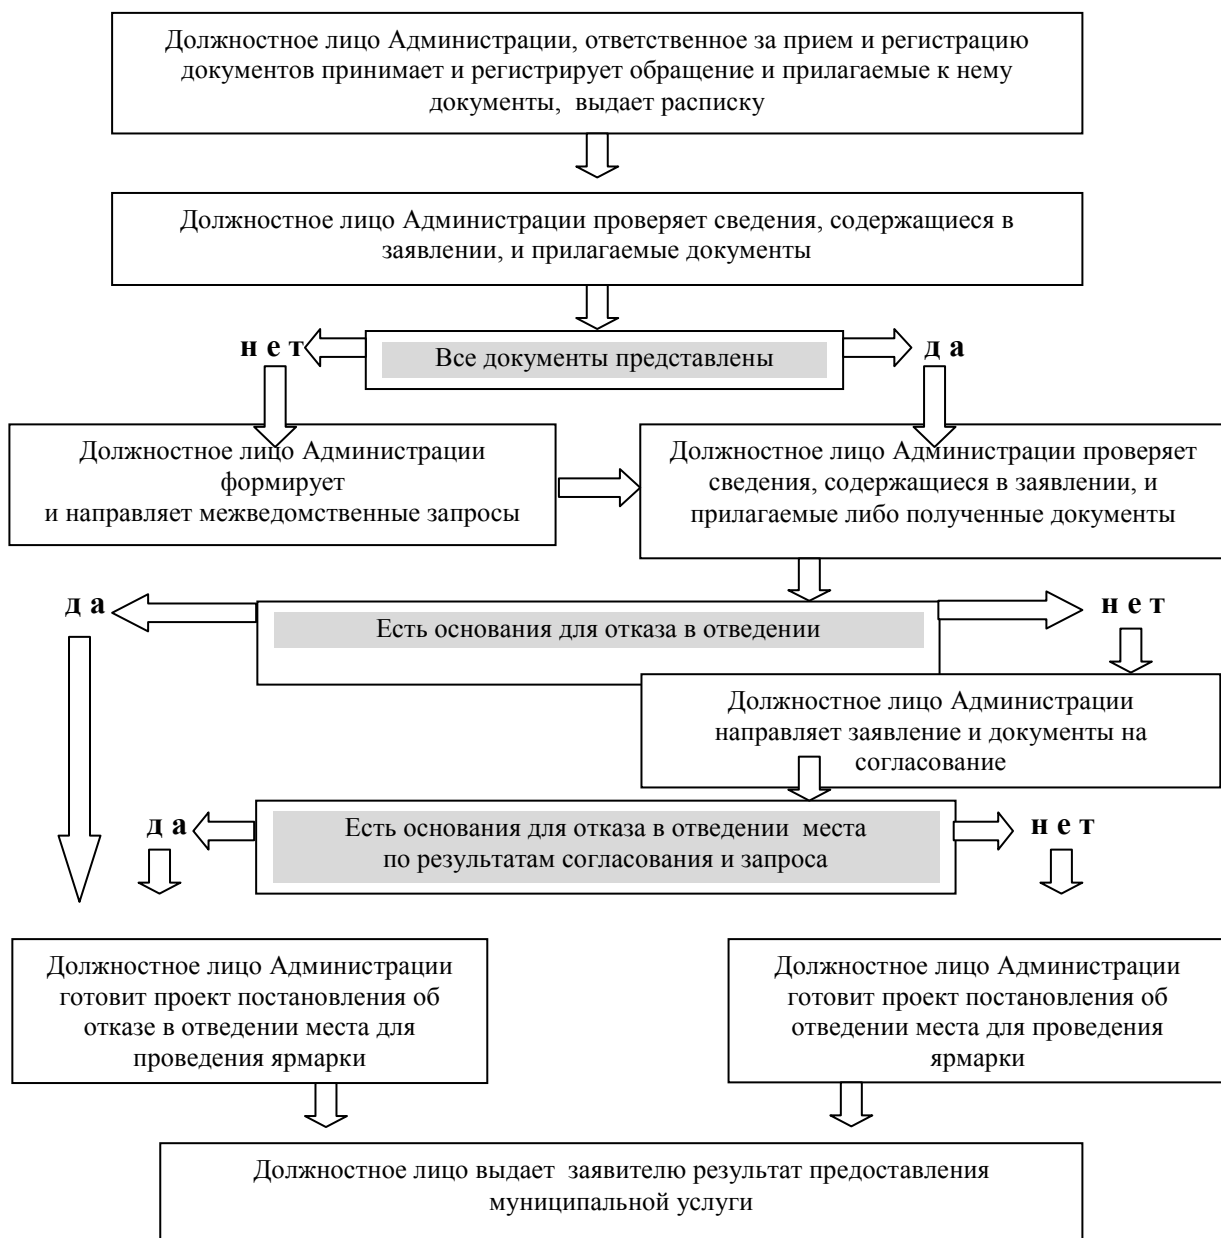 Должностное лицо Администрации, ответственное за прием и регистрацию
документов принимает и регистрирует обращение и прилагаемые к нему
документы, выдает расписку
Должностное лицо Администрации проверяет сведения, содержащиеся в
заявлении, и прилагаемые документы
н е т
Все документы представлены
д а
Должностное лицо Администрации
формирует
и направляет межведомственные запросы
Должностное лицо Администрации проверяет
сведения, содержащиеся в заявлении, и
прилагаемые либо полученные документы
д а
Есть основания для отказа в отведении
н е т
Должностное лицо Администрации
направляет заявление и документы на
согласование
д а
Есть основания для отказа в отведении места
по результатам согласования и запроса
н е т
Должностное лицо Администрации
готовит проект постановления об
отказе в отведении места для
проведения ярмарки
Должностное лицо Администрации
готовит проект постановления об
отведении места для проведения
ярмарки
Должностное лицо выдает заявителю результат предоставления
муниципальной услуги